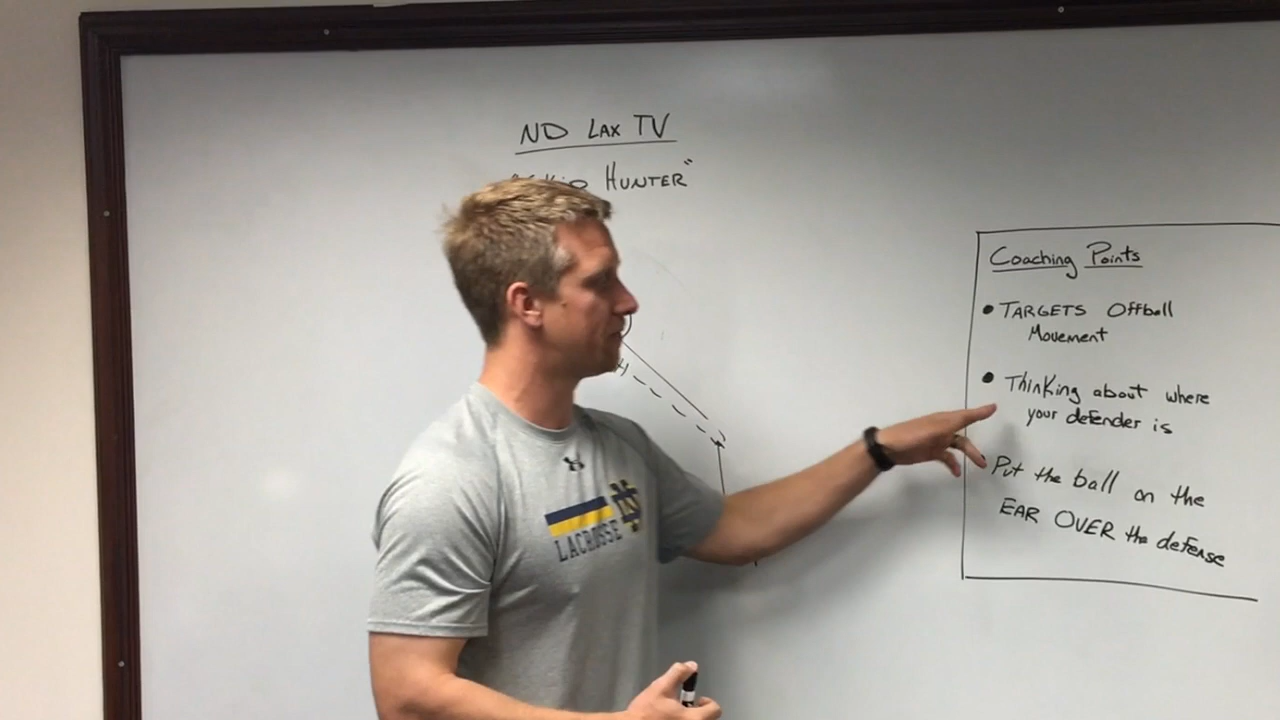 ND LAX TV
HUNTER"
Coaching Points
• TARGETS Offball
Movement
• Thinking about where
your defender is
• Put the ball on the
EAR OVER the defense
LACROSSE